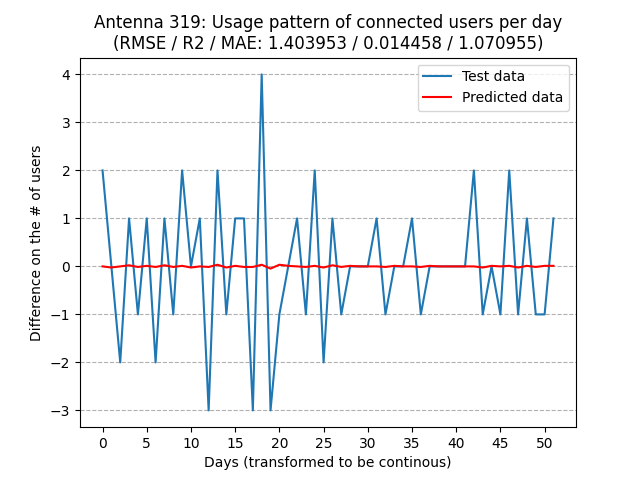 Antenna 319: Usage pattern of connected users per day
(RMSE / R2 / MAE: 1.403953 / 0.014458 / 1.070955)
Test data
Predicted data
Difference on the # of users
4
3
2
1
0
−1
−2
−3
0 5 10 15 20 25 30 35 40 45 50
Days (transformed to be continous)